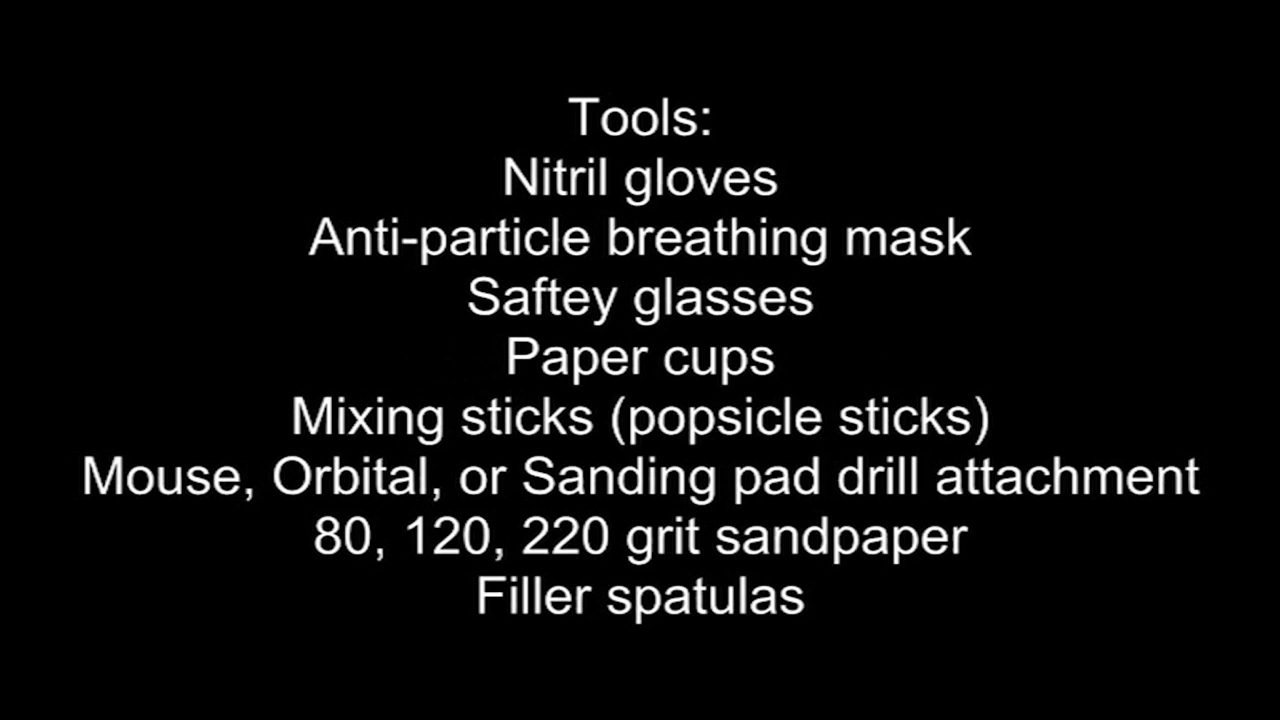 Tools:
Nitril gloves
Anti-particle breathing mask
Saftey glasses
Paper cups
Mixing sticks (popsicle sticks)
Mouse, Orbital, or Sanding pad drill attachment
80, 120, 220 grit sandpaper
Filler spatulas